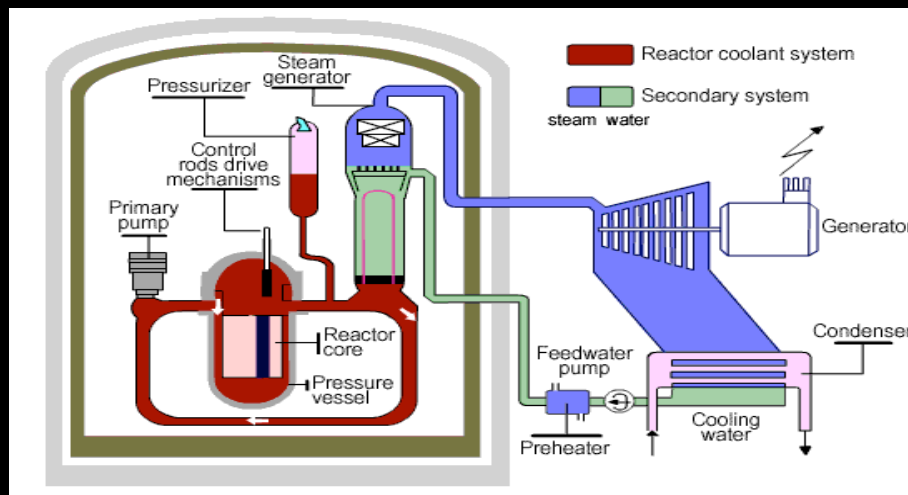 Steam
generator
Pressurizer
Control
rods drive
mechanisms
Primary
pump
Reactor
core
Pressure
vessel
Reactor coolant system
Secondary system
steam water
Generator
Condenser
Feedwater
pump
Preheater
Cooling
water